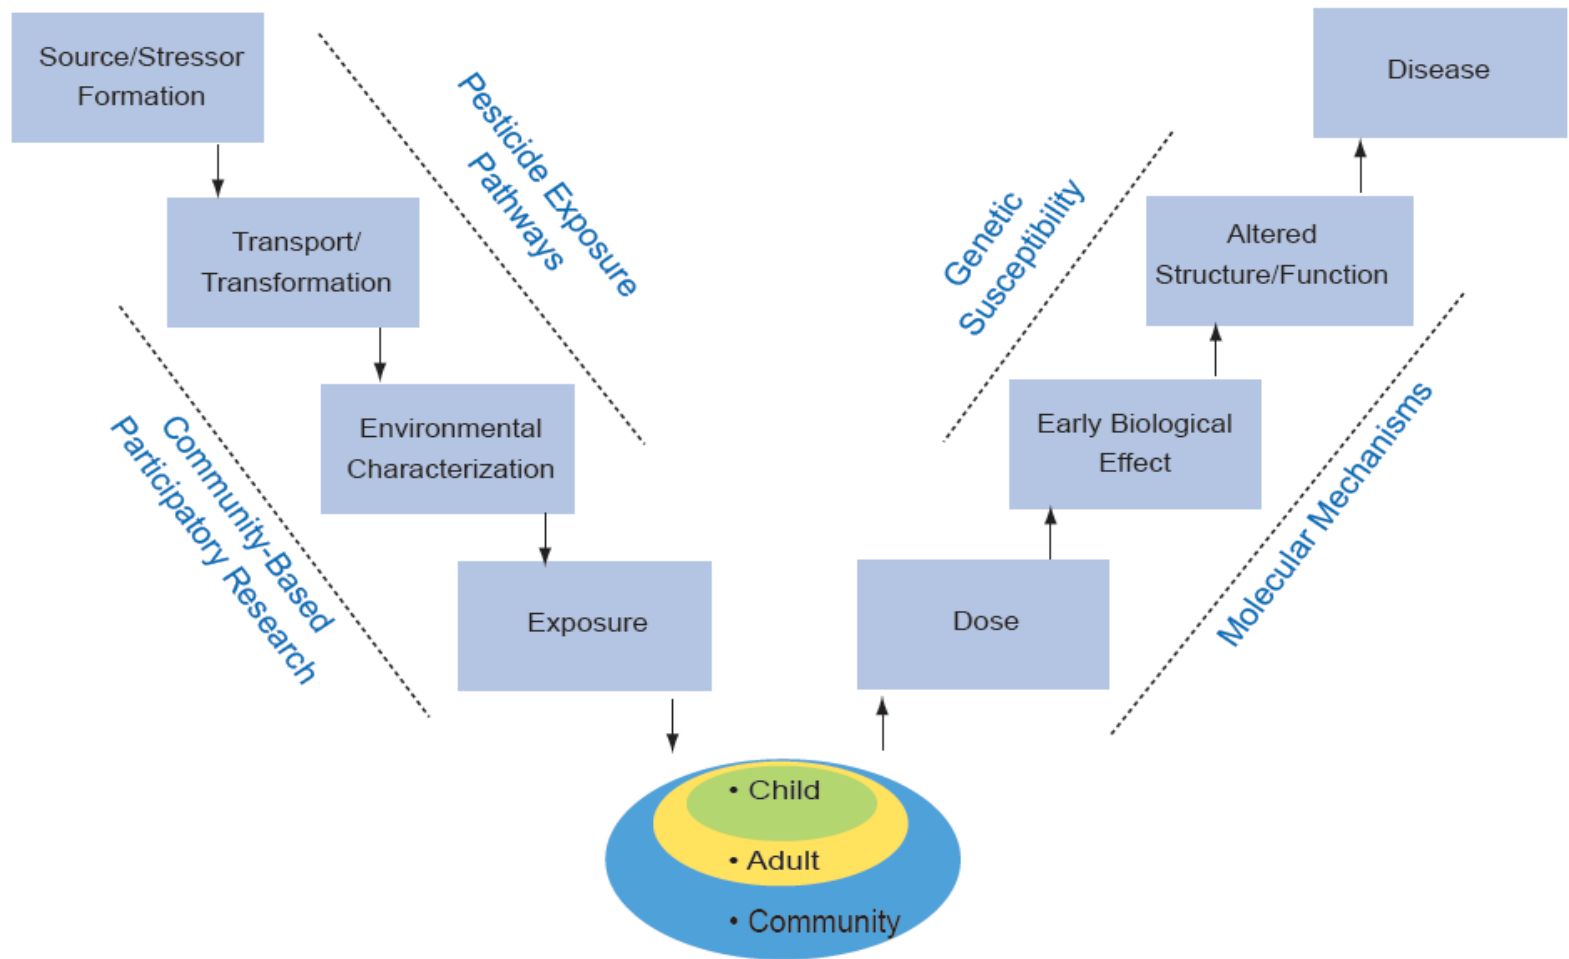 Source/Stressor
Formation
Transport/
Transformation
Environmental
Characterization
Exposure
Pesticide Exposure
Pathways
Community-Based
Participatory Research
• Child
• Adult
• Community
Dose
Early Biological
Effect
Altered
Structure/Function
Disease
Genetic
Susceptibility
Molecular Mechanisms